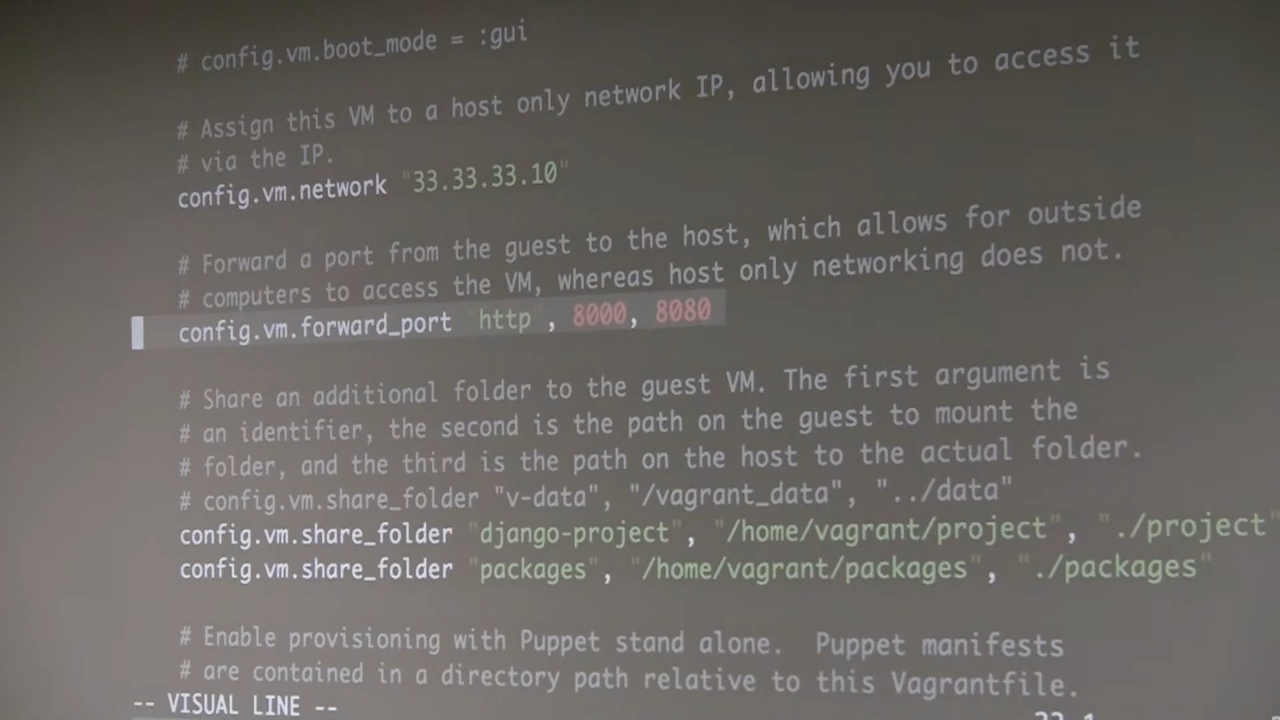 # config.vm.boot_mode = :gui
# Assign this VM to a host only network IP, allowing you to access it
# via the IP.
config.vm.network "33.33.33.10"
# Forward a port from the guest to the host, which allows for outside
# computers to access the VM, whereas host only networking does not.
config.vm.forward_port "http", 8000, 8080
# Share an additional folder to the guest VM. The first argument is
# an identifier, the second is the path on the guest to mount the
# folder, and the third is the path on the host to the actual folder.
# config.vm.share_folder "v-data", "/vagrant_data", "../data"
config.vm.share_folder "django-project", "/home/vagrant/project", "./project"
config.vm.share_folder "packages", "/home/vagrant/packages", "./packages"
# Enable provisioning with Puppet stand alone.  Puppet manifests
# are contained in a directory path relative to this Vagrantfile.
-- VISUAL LINE --